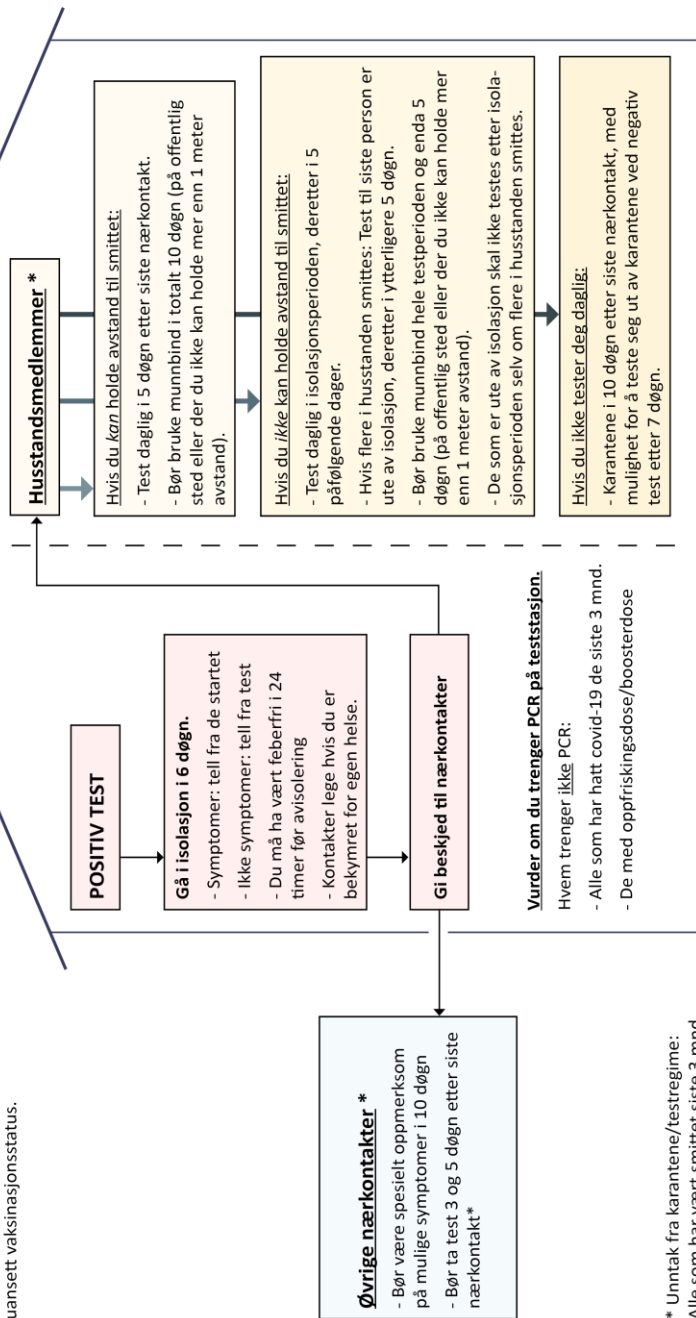 uansett vaksinasjonsstatus.
POSITIV TEST
Gå i isolasjon i 6 døgn.
- Symptomer: tell fra de startet
- Ikke symptomer: tell fra test
- Du må ha vært feberfri i 24
timer før avisolering
- Kontakter lege hvis du er
bekymret for egen helse.
Gi beskjed til nærkontakter
Vurder om du trenger PCR på teststasjon.
Hvem trenger ikke PCR:
- Alle som har hatt covid-19 de siste 3 mnd.
- De med oppfriskingsdose/boosterdose
Øvrige nærkontakter *
- Bør være spesielt oppmerksom
på mulige symptomer i 10 døgn
- Bør ta test 3 og 5 døgn etter siste
nærkontakt*
Husstandsmedlemmer *
Hvis du kan holde avstand til smittet:
- Test daglig i 5 døgn etter siste nærkontakt.
- Bør bruke munnbind i totalt 10 døgn (på offentlig
sted eller der du ikke kan holde mer enn 1 meter
avstand).
Hvis du ikke kan holde avstand til smittet:
- Test daglig i isolasjonsperioden, deretter i 5
påfølgende dager.
- Hvis flere i husstanden smittes: Test til siste person er
ute av isolasjon, deretter i ytterligere 5 døgn.
- Bør bruke munnbind hele testperioden og enda 5
døgn (på offentlig sted eller der du ikke kan holde mer
enn 1 meter avstand).
- De som er ute av isolasjon skal ikke testes etter isola-
sjonsperioden selv om flere i husstanden smittes.
Hvis du ikke tester deg daglig:
- Karantene i 10 døgn etter siste nærkontakt, med
mulighet for å teste seg ut av karantene ved negativ
test etter 7 døgn.
* Unntak fra karantene/testregime:
Alle som har vært smittet siste 3 mnd